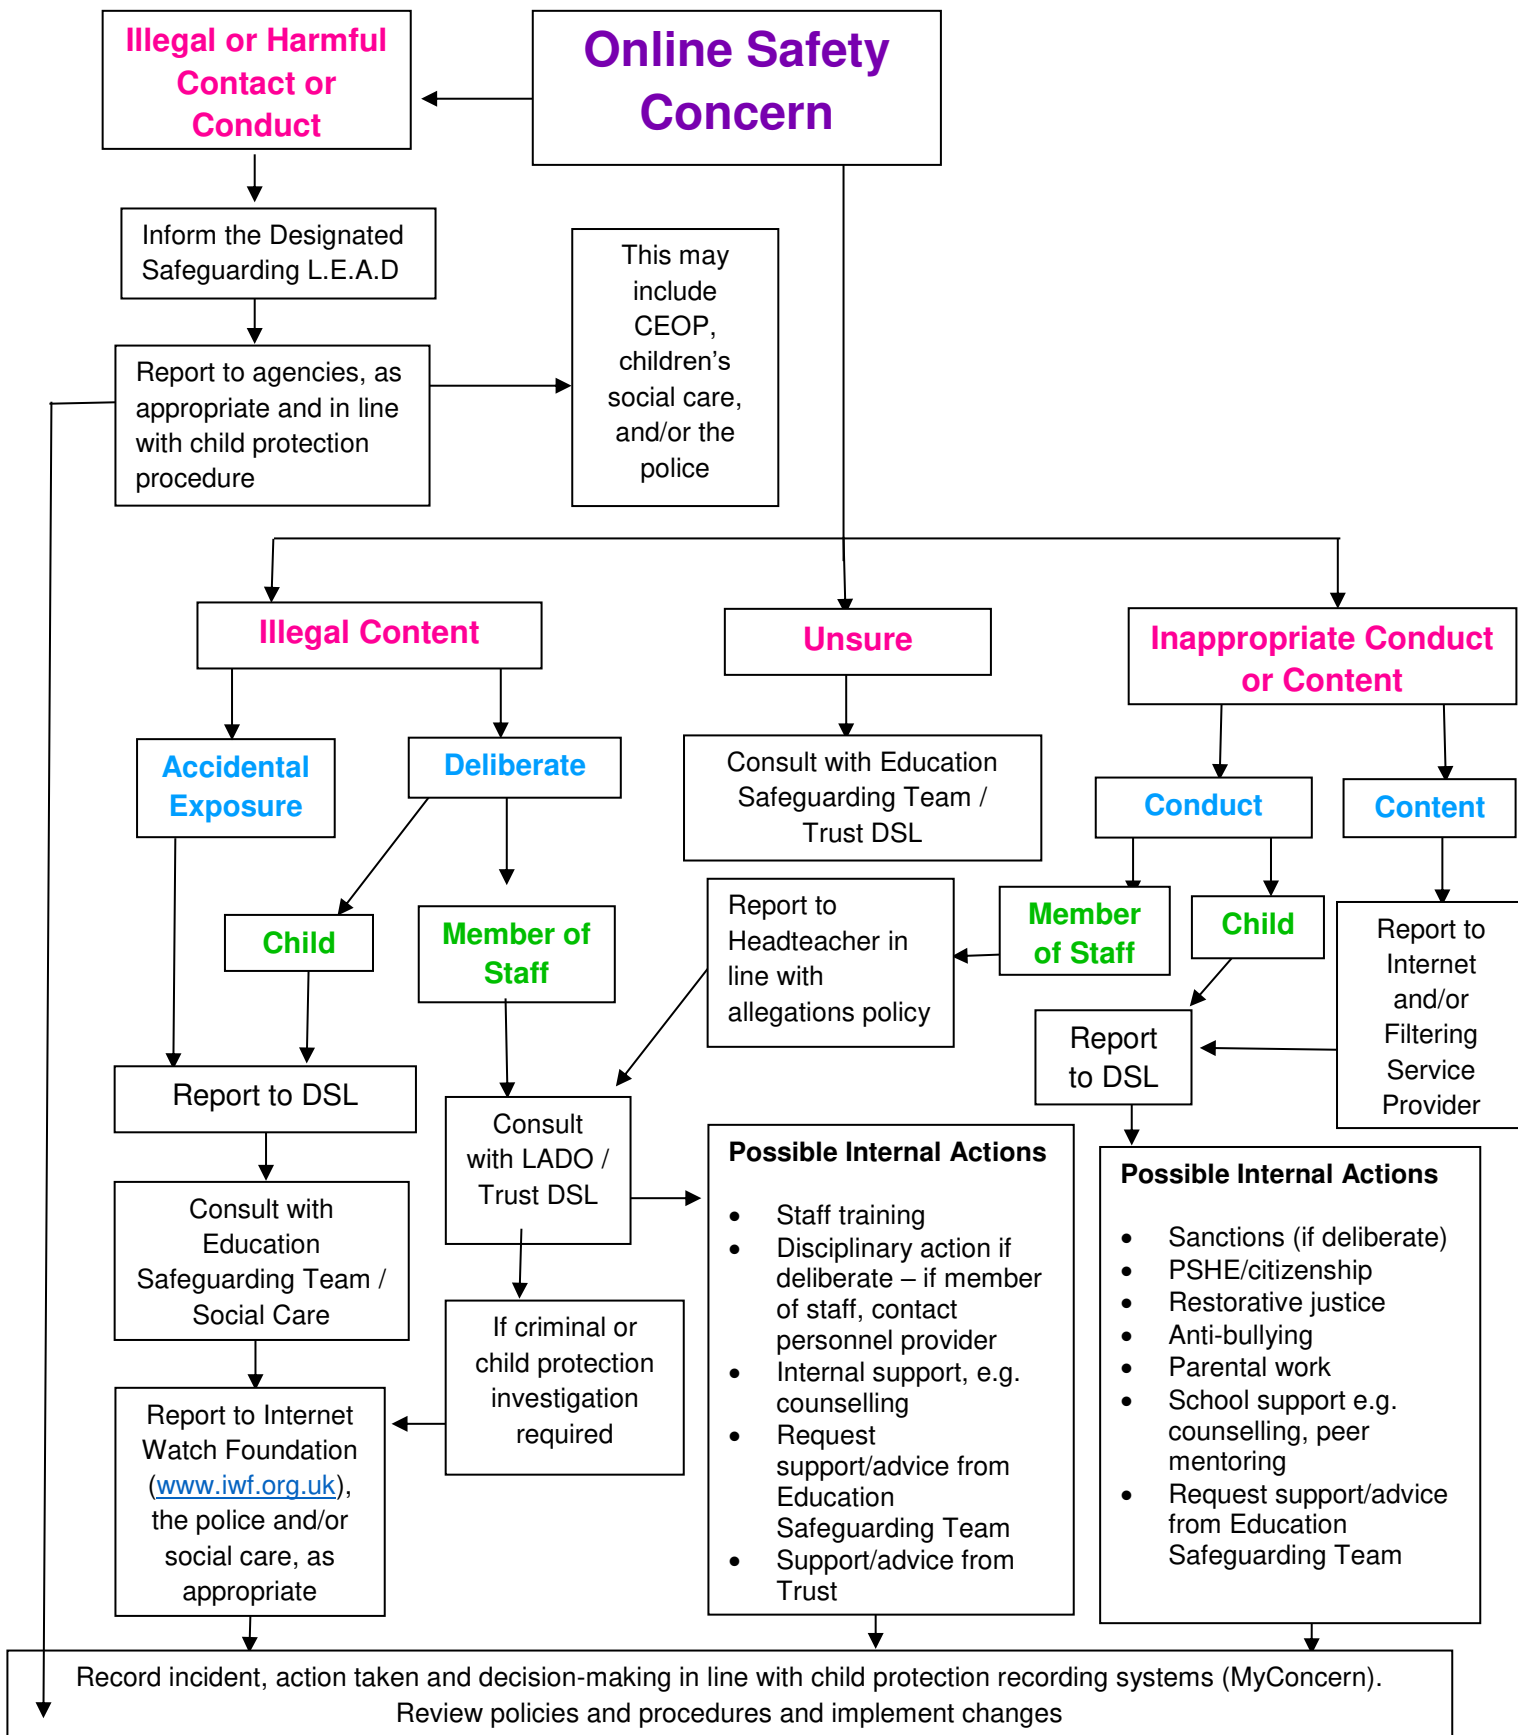 Illegal or Harmful
Contact or
Conduct
Online Safety
Concern
Inform the Designated
Safeguarding L.E.A.D
This may
include
CEOP,
children’s
social care,
and/or the
police
Report to agencies, as
appropriate and in line
with child protection
procedure
Illegal Content
Unsure
Inappropriate Conduct
or Content
Accidental
Exposure
Deliberate
Consult with Education
Safeguarding Team /
Trust DSL
Conduct
Content
Child
Member of
Staff
Report to
Headteacher in
line with
allegations policy
Member
of Staff
Child
Report to
Internet
and/or
Filtering
Service
Provider
Report to DSL
Consult
with LADO /
Trust DSL
Report
to DSL
Consult with
Education
Safeguarding Team /
Social Care
If criminal or
child protection
investigation
required
Possible Internal Actions
• Staff training
• Disciplinary action if
deliberate – if member
of staff, contact
personnel provider
• Internal support, e.g.
counselling
• Request
support/advice from
Education
Safeguarding Team
• Support/advice from
Trust
Possible Internal Actions
• Sanctions (if deliberate)
• PSHE/citizenship
• Restorative justice
• Anti-bullying
• Parental work
• School support e.g.
counselling, peer
mentoring
• Request support/advice
from Education
Safeguarding Team
Report to Internet
Watch Foundation
(www.iwf.org.uk),
the police and/or
social care, as
appropriate
Record incident, action taken and decision-making in line with child protection recording systems (MyConcern).
Review policies and procedures and implement changes